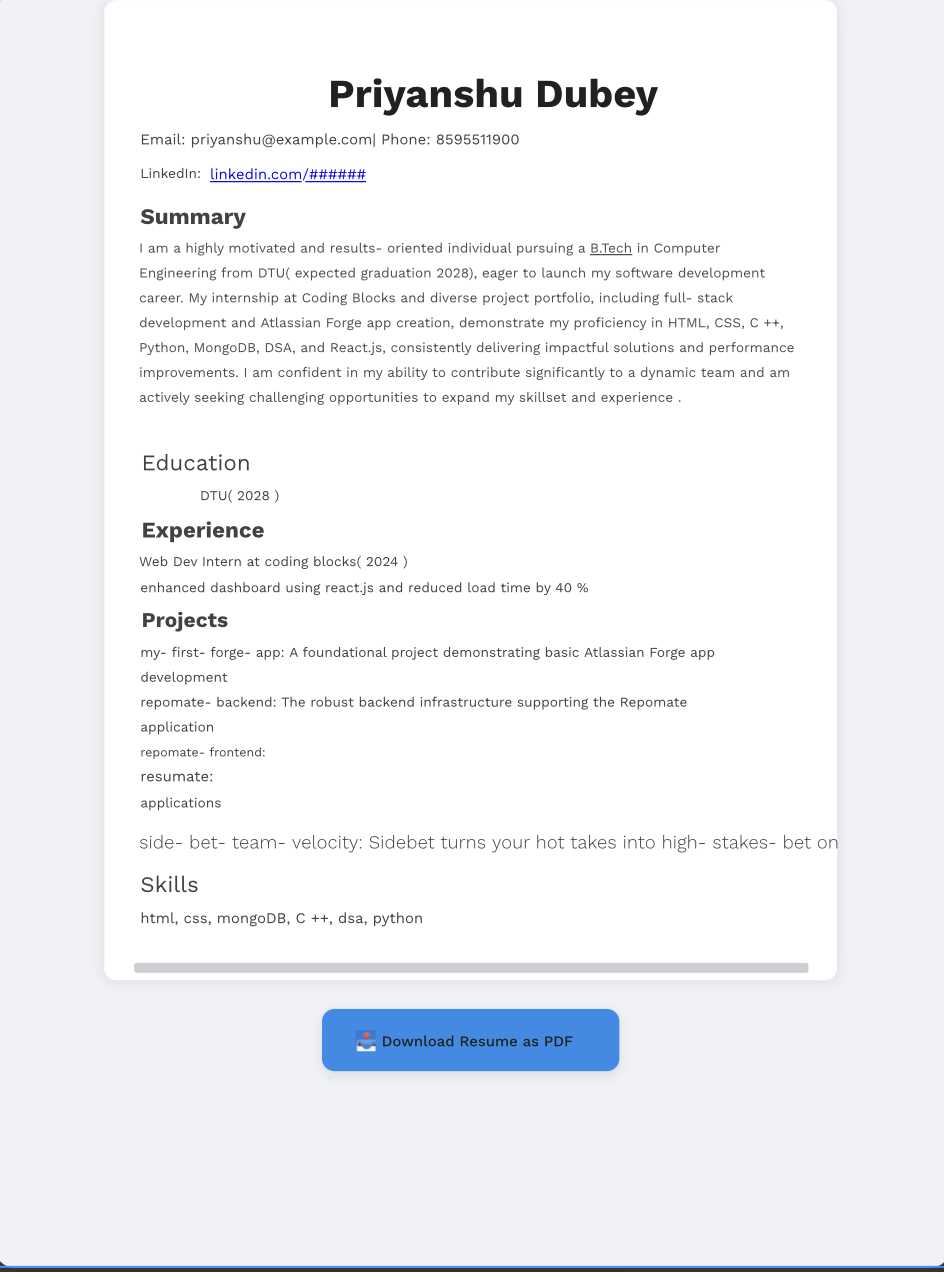 Priyanshu Dubey
Email: priyanshu@example.com| Phone: 8595511900
LinkedIn: linkedin.com/######
Summary
I am a highly motivated and results- oriented individual pursuing a B.Tech in Computer
Engineering from DTU( expected graduation 2028), eager to launch my software development
career. My internship at Coding Blocks and diverse project portfolio, including full- stack
development and Atlassian Forge app creation, demonstrate my proficiency in HTML, CSS, C ++,
Python, MongoDB, DSA, and React.js, consistently delivering impactful solutions and performance
improvements. I am confident in my ability to contribute significantly to a dynamic team and am
actively seeking challenging opportunities to expand my skillset and experience .
Education
DTU( 2028 )
Experience
Web Dev Intern at coding blocks( 2024 )
enhanced dashboard using react.js and reduced load time by 40 %
Projects
my- first- forge- app: A foundational project demonstrating basic Atlassian Forge app
development
repomate- backend: The robust backend infrastructure supporting the Repomate
application
repomate- frontend:
resumate:
applications
side- bet- team- velocity: Sidebet turns your hot takes into high- stakes- bet on
Skills
html, css, mongoDB, C ++, dsa, python
Download Resume as PDF